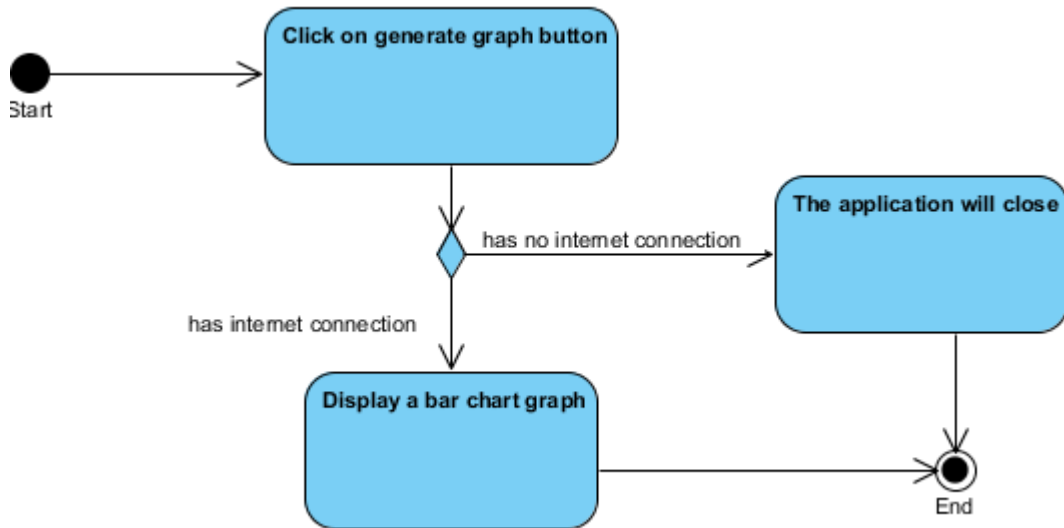 Click on generate graph button
Start
The application will close
has no internet connection
has internet connection
Display a bar chart graph
End